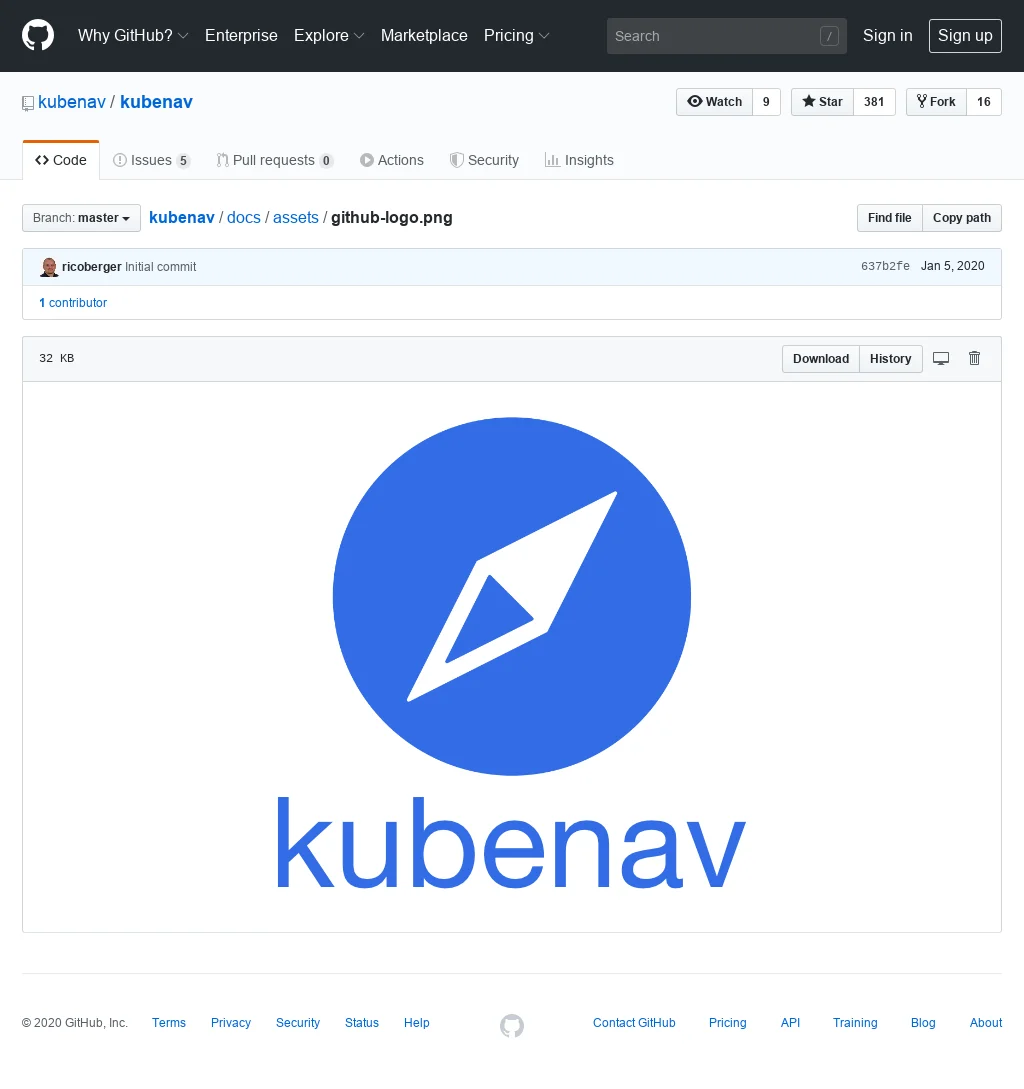 Why GitHub? Enterprise Explore Marketplace Pricing Search / Sign in Sign up
kubenav / kubenav Watch 9 Star 381 Fork 16
Code Issues 5 Pull requests 0 Actions Security Insights
Branch: master kubenav / docs / assets / github-logo.png Find file Copy path
ricoberger Initial commit 637b2fe Jan 5, 2020
1 contributor
32 KB Download History
kubenav
© 2020 GitHub, Inc. Terms Privacy Security Status Help Contact GitHub Pricing API Training Blog About